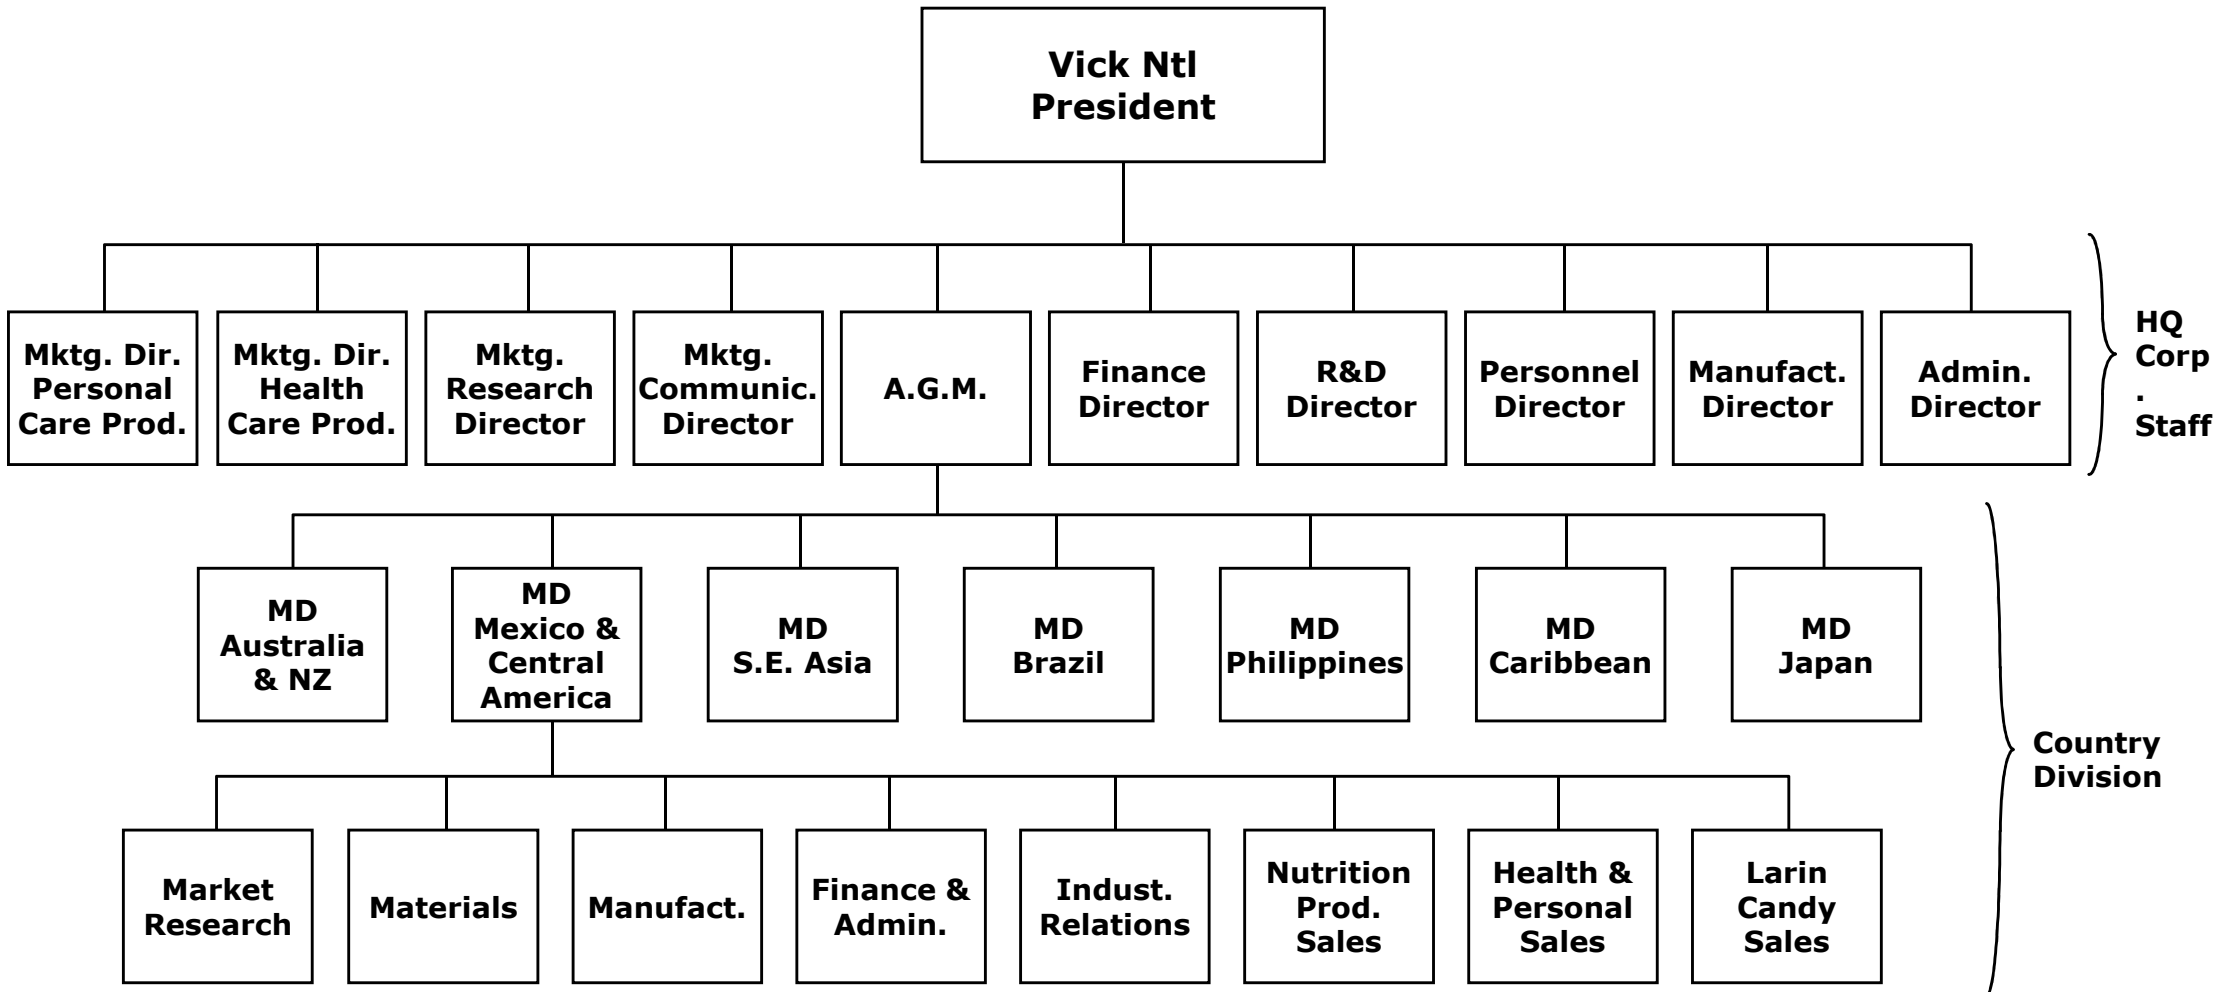 Vick Ntl
President
Mktg. Dir.
Personal
Care Prod.
Mktg. Dir.
Health
Care Prod.
Mktg.
Research
Director
Mktg.
Communic.
Director
A.G.M.
Finance
Director
R&D
Director
Personnel
Director
Manufact.
Director
Admin.
Director
HQ
Corp
.
Staff
MD
Australia
& NZ
MD
Mexico &
Central
America
MD
S.E. Asia
MD
Brazil
MD
Philippines
MD
Caribbean
MD
Japan
Country
Division
Market
Research
Materials
Manufact.
Finance &
Admin.
Indust.
Relations
Nutrition
Prod.
Sales
Health &
Personal
Sales
Larin
Candy
Sales